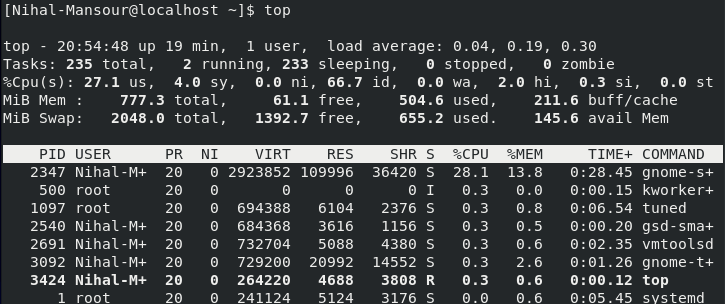 [Nihal-Mansour@localhost ~]$ top
top - 20:54:48 up 19 min,  1 user,  load average: 0.04, 0.19, 0.30
Tasks: 235 total,   2 running, 233 sleeping,   0 stopped,   0 zombie
%Cpu(s): 27.1 us,  4.0 sy,  0.0 ni, 66.7 id,  0.0 wa,  2.0 hi,  0.3 si,  0.0 st
MiB Mem :    777.3 total,     61.1 free,    504.6 used,    211.6 buff/cache
MiB Swap:   2048.0 total,   1392.7 free,    655.2 used.    145.6 avail Mem
PID USER      PR  NI    VIRT    RES    SHR S  %CPU  %MEM     TIME+ COMMAND
2347 Nihal-M+  20   0 2923852 109996  36420 S  28.1  13.8   0:28.45 gnome-s+
500 root      20   0       0      0      0 I   0.3   0.0   0:00.15 kworker+
1097 root      20   0  694388   6104   2376 S   0.3   0.8   0:06.54 tuned
2540 Nihal-M+  20   0  684368   3616   1156 S   0.3   0.5   0:00.20 gsd-sma+
2691 Nihal-M+  20   0  732704   5088   4380 S   0.3   0.6   0:02.35 vmtoolsd
3092 Nihal-M+  20   0  729200  20992  14552 S   0.3   2.6   0:01.26 gnome-t+
3424 Nihal-M+  20   0  264220   4688   3808 R   0.3   0.6   0:00.12 top
1 root      20   0  241124   5124   3176 S   0.0   0.6   0:05.45 systemd